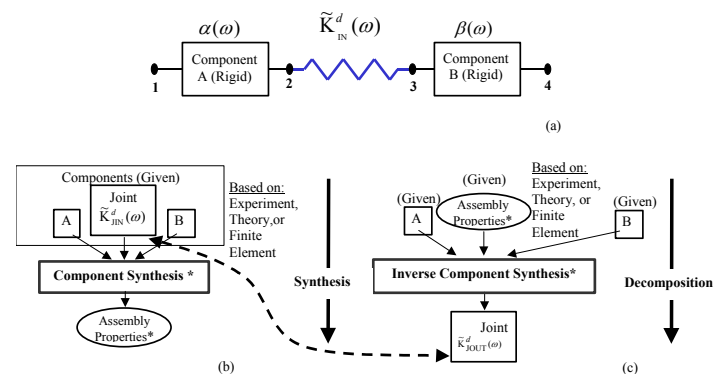 α(ω)
K̃ᵈ_IN(ω)
β(ω)
Component
A (Rigid)
Component
B (Rigid)
1
2
3
4
(a)
Components (Given)
Joint
K̃ᵈ_JIN(ω)
A
B
Based on:
Experiment,
Theory,or
Finite
Element
Component Synthesis *
Assembly
Properties*
(b)
Synthesis
(Given)
(Given)
Assembly
Properties*
A
Based on:
Experiment,
Theory, or
Finite
Element
(Given)
B
Inverse Component Synthesis*
Joint
K̃ᵈ_JOUT(ω)
(c)
Decomposition